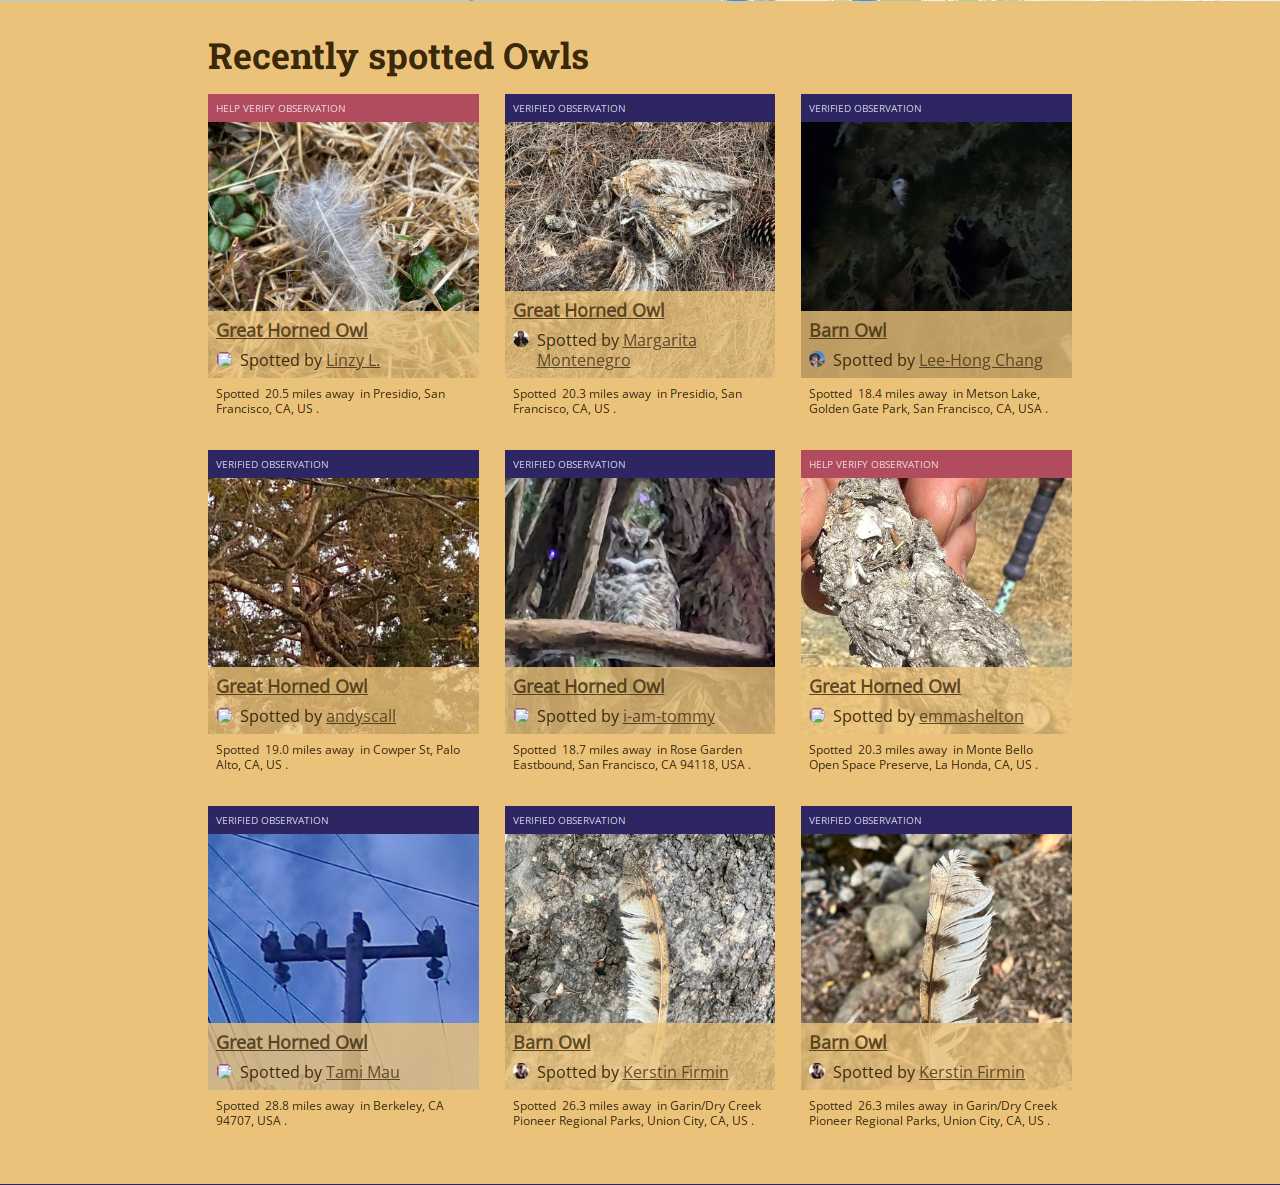 Recently spotted Owls
HELP VERIFY OBSERVATION
Great Horned Owl
Spotted by Linzy L.
Spotted 20.5 miles away in Presidio, San
Francisco, CA, US .
VERIFIED OBSERVATION
Great Horned Owl
Spotted by Margarita
Montenegro
Spotted 20.3 miles away in Presidio, San
Francisco, CA, US .
VERIFIED OBSERVATION
Barn Owl
Spotted by Lee-Hong Chang
Spotted 18.4 miles away in Metson Lake,
Golden Gate Park, San Francisco, CA, USA .
VERIFIED OBSERVATION
Great Horned Owl
Spotted by andyscall
Spotted 19.0 miles away in Cowper St, Palo
Alto, CA, US .
VERIFIED OBSERVATION
Great Horned Owl
Spotted by i-am-tommy
Spotted 18.7 miles away in Rose Garden
Eastbound, San Francisco, CA 94118, USA .
HELP VERIFY OBSERVATION
Great Horned Owl
Spotted by emmashelton
Spotted 20.3 miles away in Monte Bello
Open Space Preserve, La Honda, CA, US .
VERIFIED OBSERVATION
Great Horned Owl
Spotted by Tami Mau
Spotted 28.8 miles away in Berkeley, CA
94707, USA .
VERIFIED OBSERVATION
Barn Owl
Spotted by Kerstin Firmin
Spotted 26.3 miles away in Garin/Dry Creek
Pioneer Regional Parks, Union City, CA, US .
VERIFIED OBSERVATION
Barn Owl
Spotted by Kerstin Firmin
Spotted 26.3 miles away in Garin/Dry Creek
Pioneer Regional Parks, Union City, CA, US .